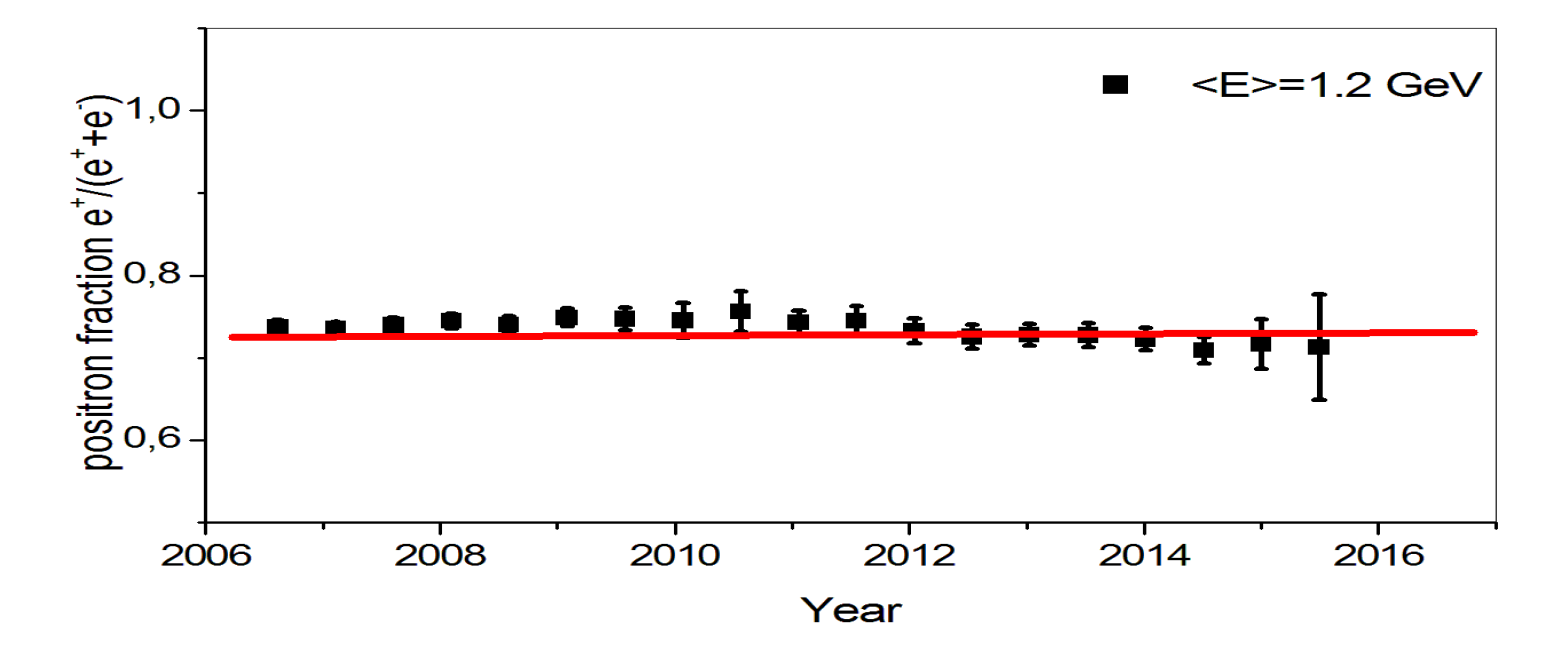 <E>=1.2 GeV
positron fraction e⁺/(e⁺+e⁻)
1,0
0,8
0,6
2006 2008 2010 2012 2014 2016
Year